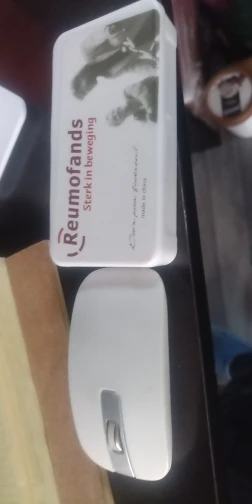 Reumofonds
Sterk in beweging
made in china